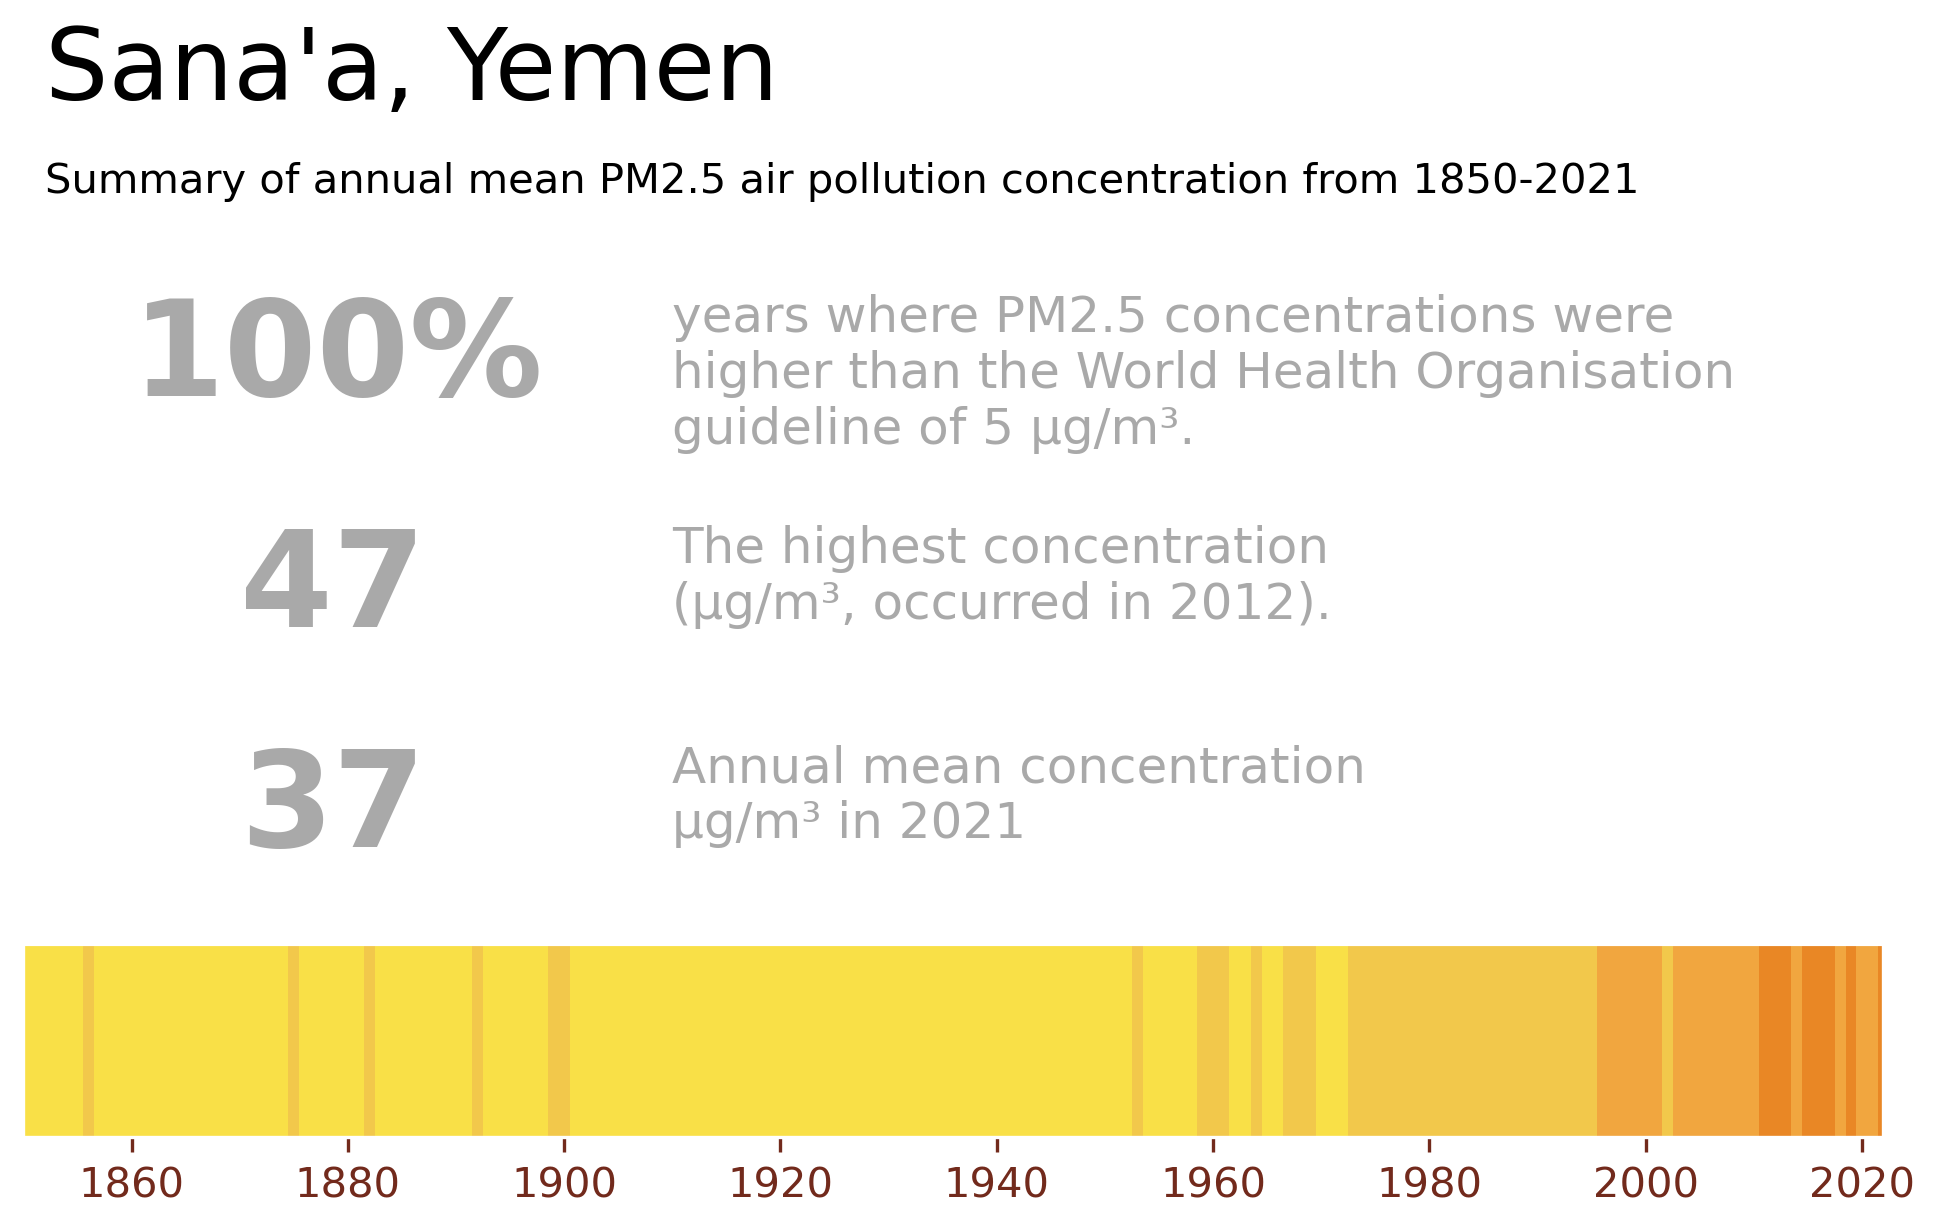 Sana'a, Yemen
Summary of annual mean PM2.5 air pollution concentration from 1850-2021
100%
years where PM2.5 concentrations were
higher than the World Health Organisation
guideline of 5 μg/m³.
47
The highest concentration
(μg/m³, occurred in 2012).
37
Annual mean concentration
μg/m³ in 2021
1860 1880 1900 1920 1940 1960 1980 2000 2020